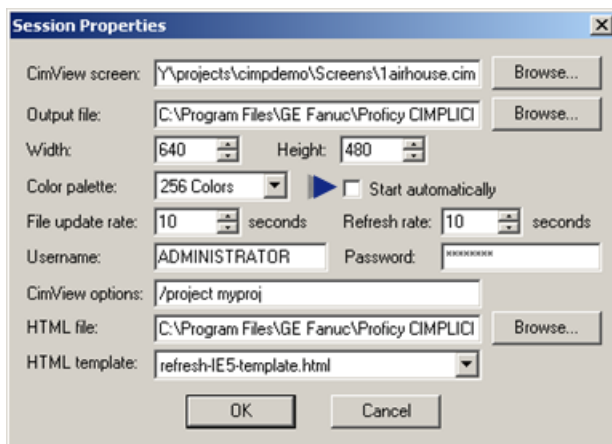 Session Properties
CimView screen: Y\projects\cimpdemo\Screens\1airhouse.cim Browse...
Output file: C:\Program Files\GE Fanuc\Proficy CIMPLICI Browse...
Width: 640 Height: 480
Color palette: 256 Colors Start automatically
File update rate: 10 seconds Refresh rate: 10 seconds
Username: ADMINISTRATOR Password: ********
CimView options: /project myproj
HTML file: C:\Program Files\GE Fanuc\Proficy CIMPLICI Browse...
HTML template: refresh-IE5-template.html
OK Cancel